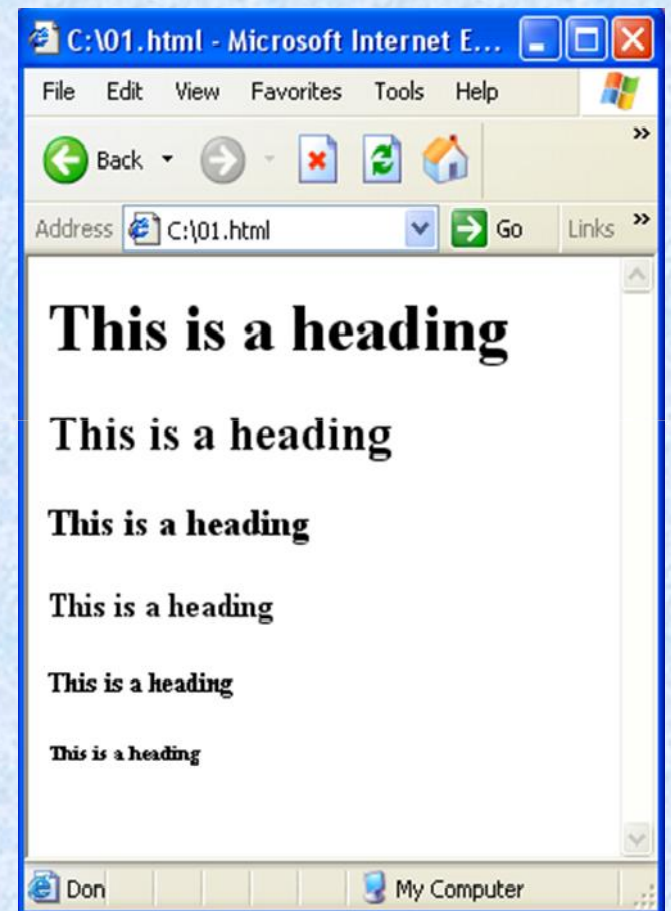 C:\01.html - Microsoft Internet E...
File Edit View Favorites Tools Help
Back
Address C:\01.html Go Links
This is a heading
This is a heading
This is a heading
This is a heading
This is a heading
This is a heading
Don My Computer